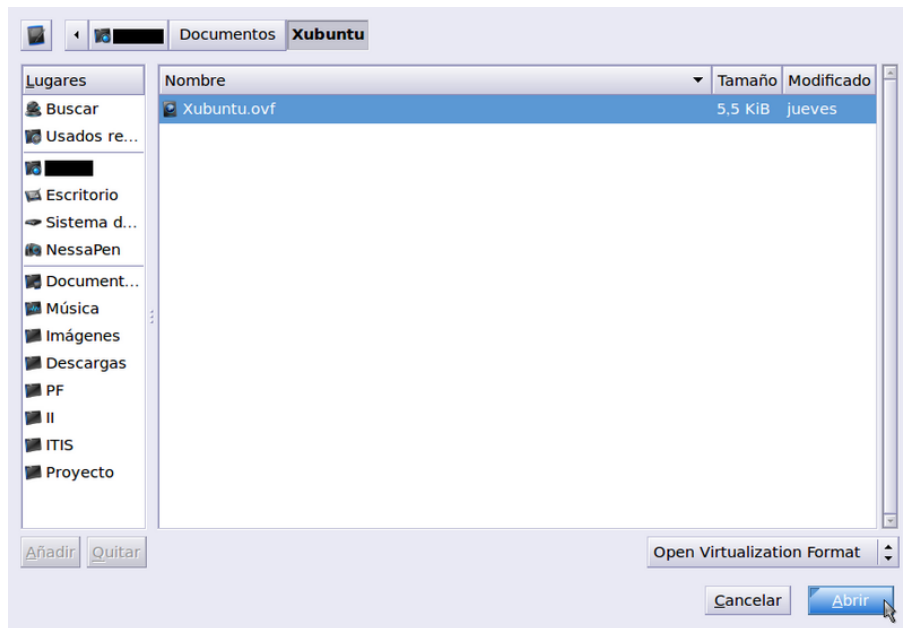 Documentos Xubuntu
Lugares
Buscar
Usados re...
Escritorio
Sistema d...
NessaPen
Document...
Música
Imágenes
Descargas
PF
II
ITIS
Proyecto
Nombre Tamaño Modificado
Xubuntu.ovf 5,5 KiB jueves
Añadir Quitar
Open Virtualization Format
Cancelar Abrir